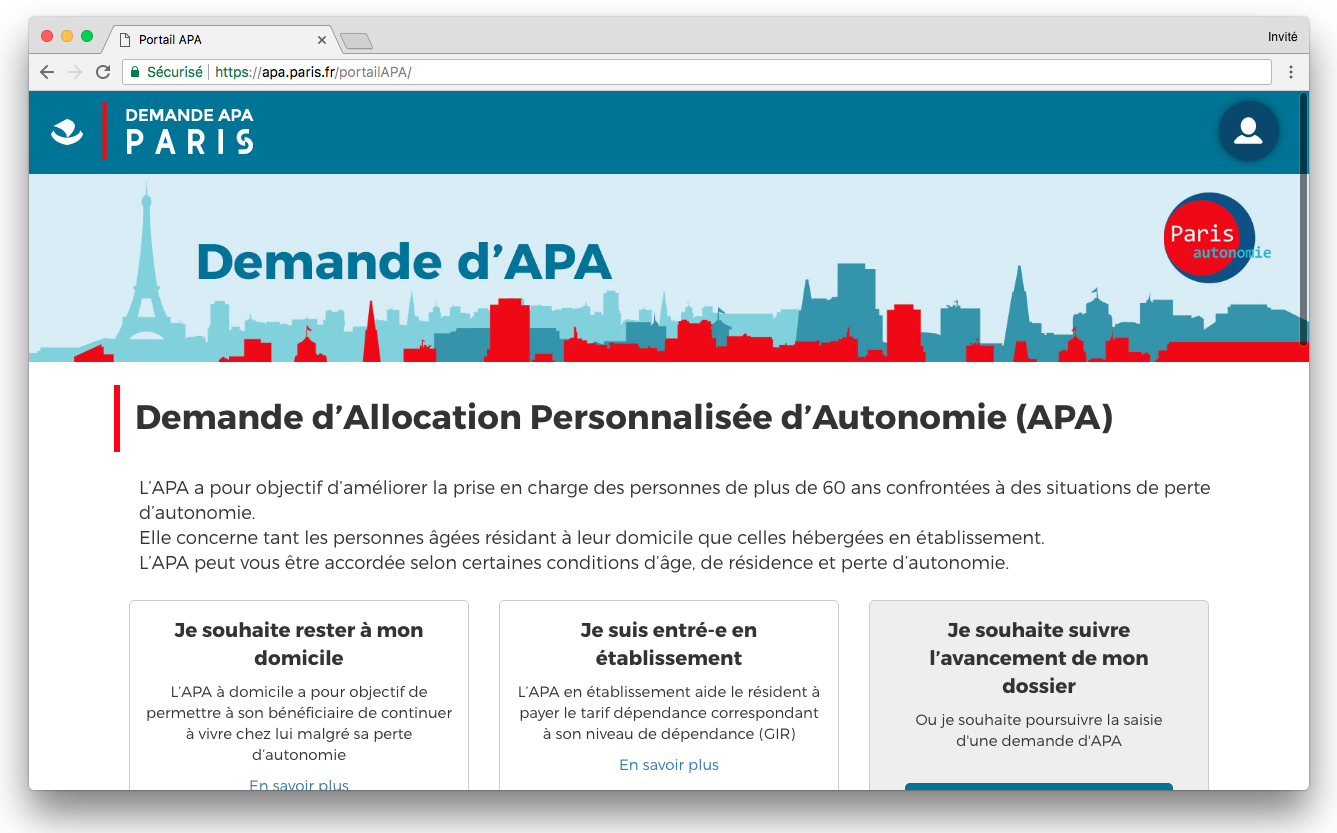 Portail APA
Invité
Sécurisé
https://apa.paris.fr/portailAPA/
DEMANDE APA
PARIS
Demande d’APA
Paris
autonomie
Demande d’Allocation Personnalisée d’Autonomie (APA)
L’APA a pour objectif d’améliorer la prise en charge des personnes de plus de 60 ans confrontées à des situations de perte
d’autonomie.
Elle concerne tant les personnes âgées résidant à leur domicile que celles hébergées en établissement.
L’APA peut vous être accordée selon certaines conditions d’âge, de résidence et perte d’autonomie.
Je souhaite rester à mon
domicile
L’APA à domicile a pour objectif de
permettre à son bénéficiaire de continuer
à vivre chez lui malgré sa perte
d’autonomie
En savoir plus
Je suis entré-e en
établissement
L’APA en établissement aide le résident à
payer le tarif dépendance correspondant
à son niveau de dépendance (GIR)
En savoir plus
Je souhaite suivre
l’avancement de mon
dossier
Ou je souhaite poursuivre la saisie
d'une demande d'APA